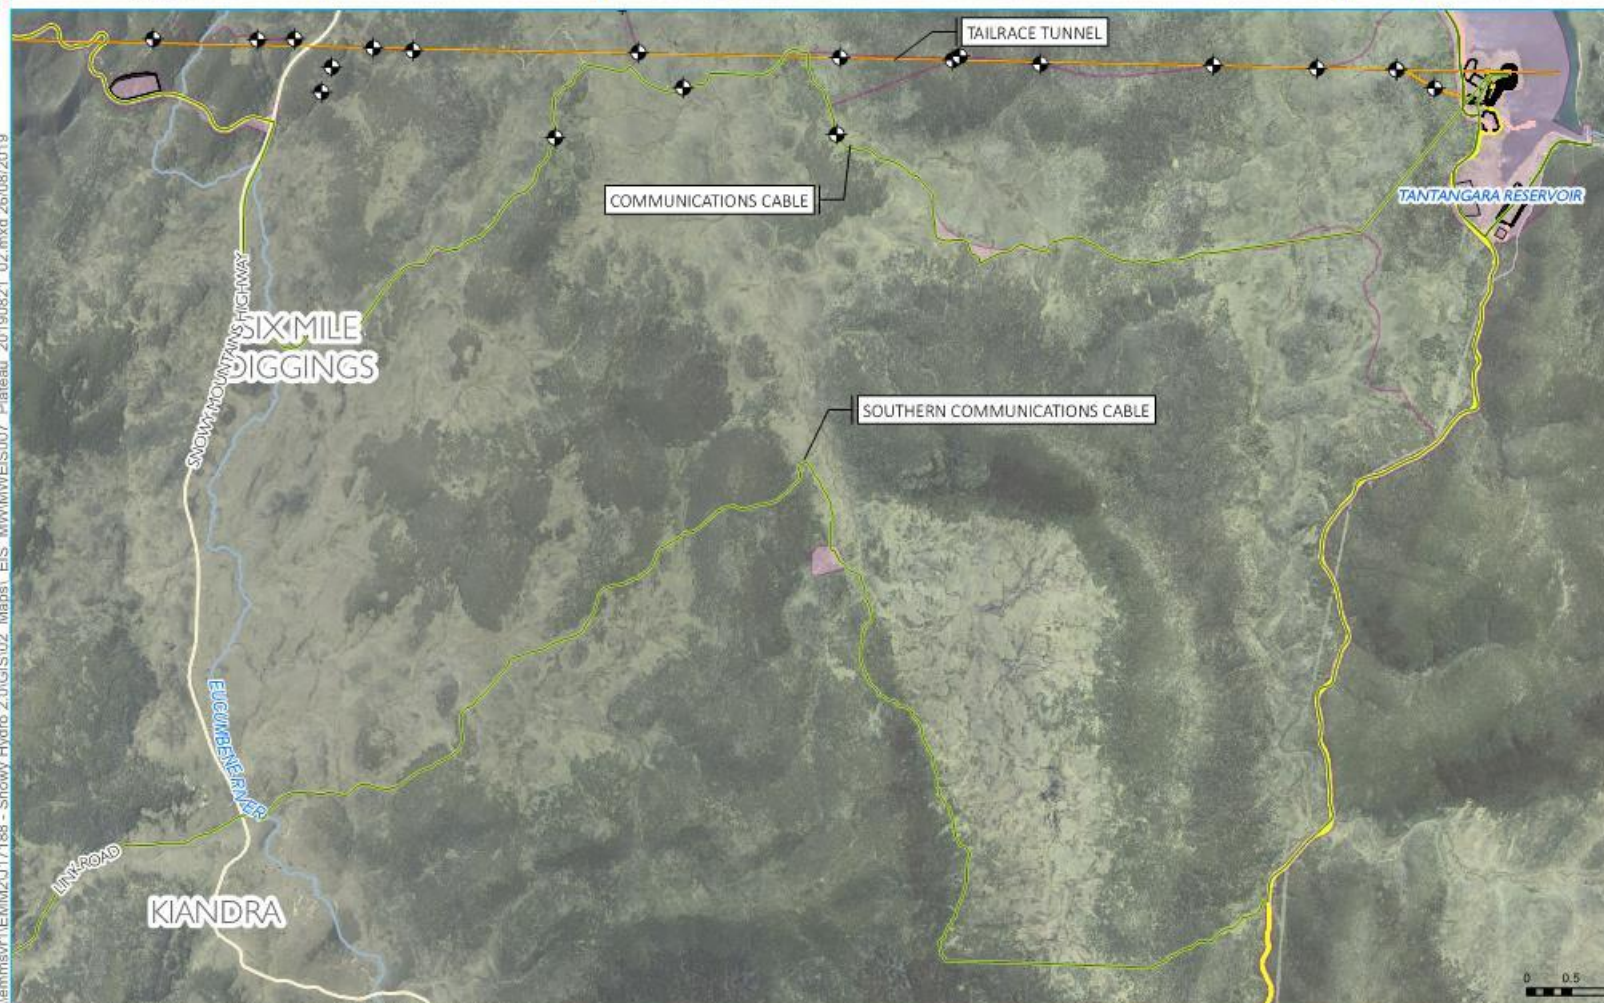 TAILRACE TUNNEL
COMMUNICATIONS CABLE
TANTANGARA RESERVOIR
SNOWY MOUNTAINS HIGHWAY
SIX MILE
DIGGINGS
SOUTHERN COMMUNICATIONS CABLE
EUCUMBENE RIVER
LINK ROAD
KIANDRA
0 0.5